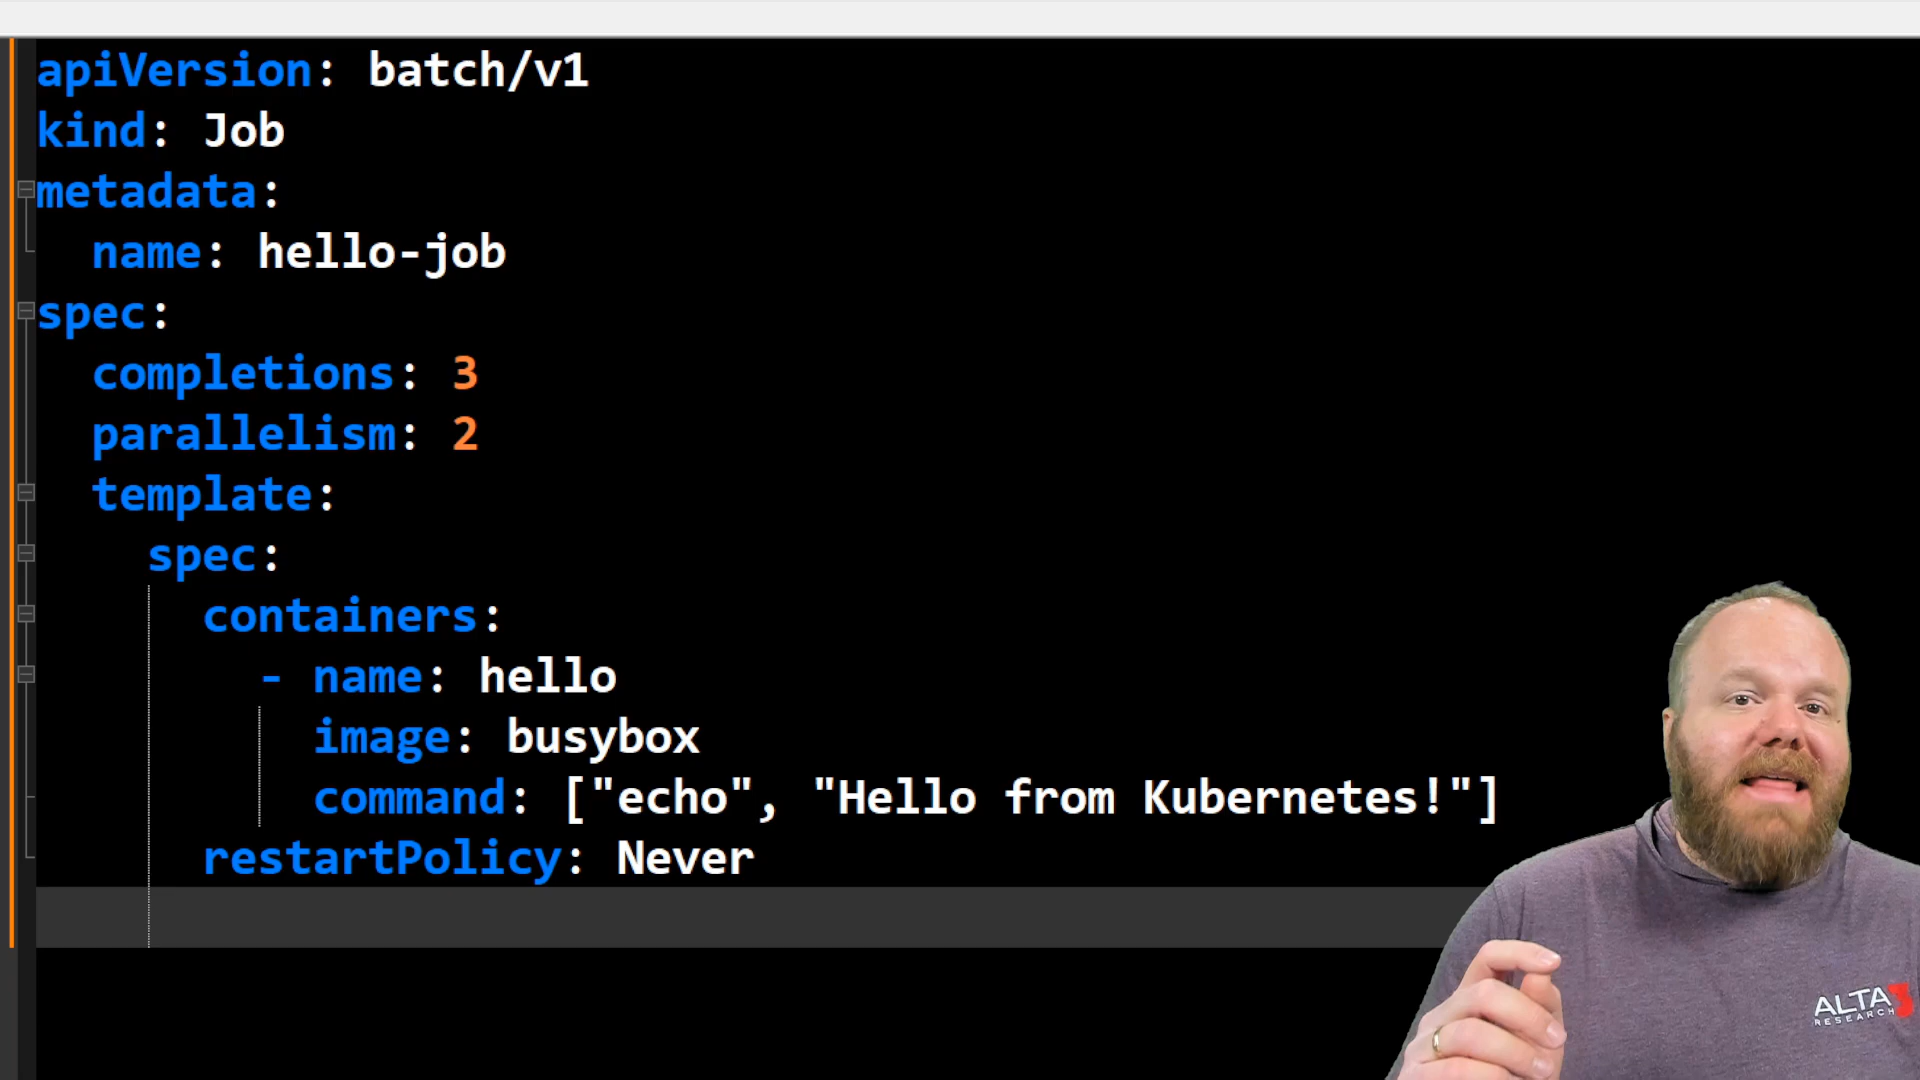 apiVersion: batch/v1
kind: Job
metadata:
  name: hello-job
spec:
  completions: 3
  parallelism: 2
  template:
    spec:
      containers:
        - name: hello
          image: busybox
          command: ["echo", "Hello from Kubernetes!"]
      restartPolicy: Never
ALTA3
RESEARCH